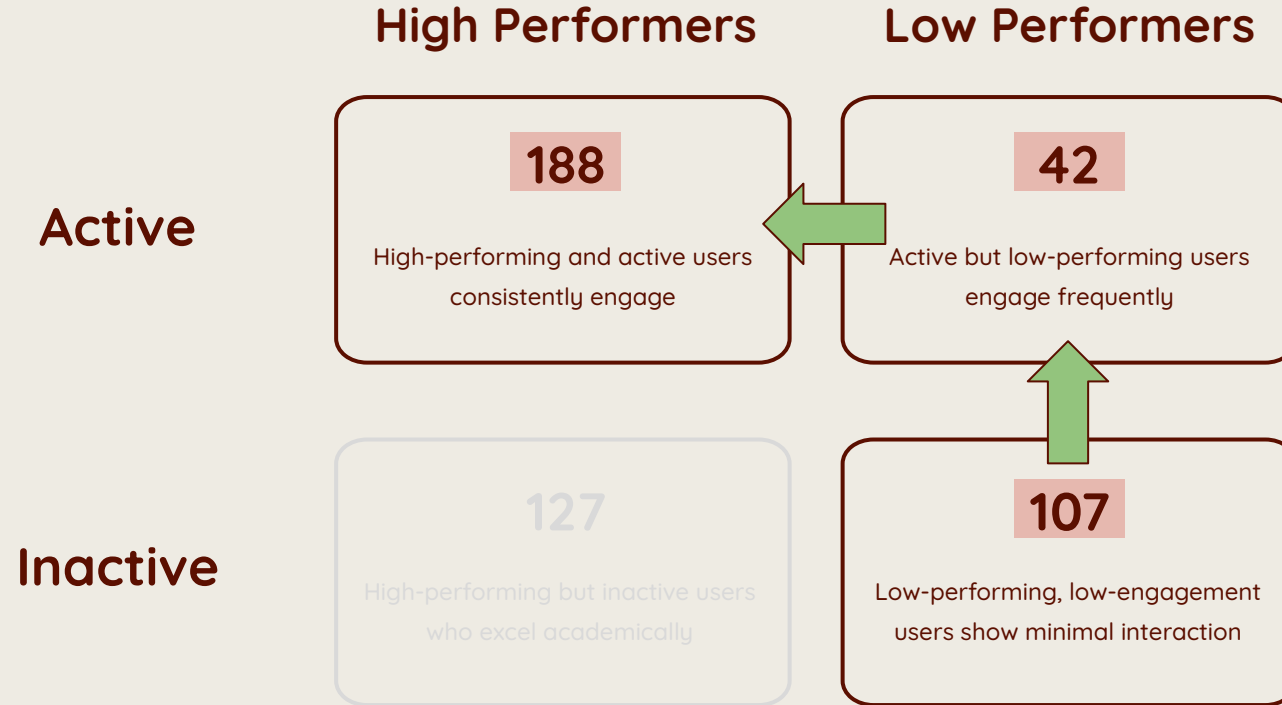 High Performers
Low Performers
Active
188
High-performing and active users
consistently engage
42
Active but low-performing users
engage frequently
Inactive
127
High-performing but inactive users
who excel academically
107
Low-performing, low-engagement
users show minimal interaction